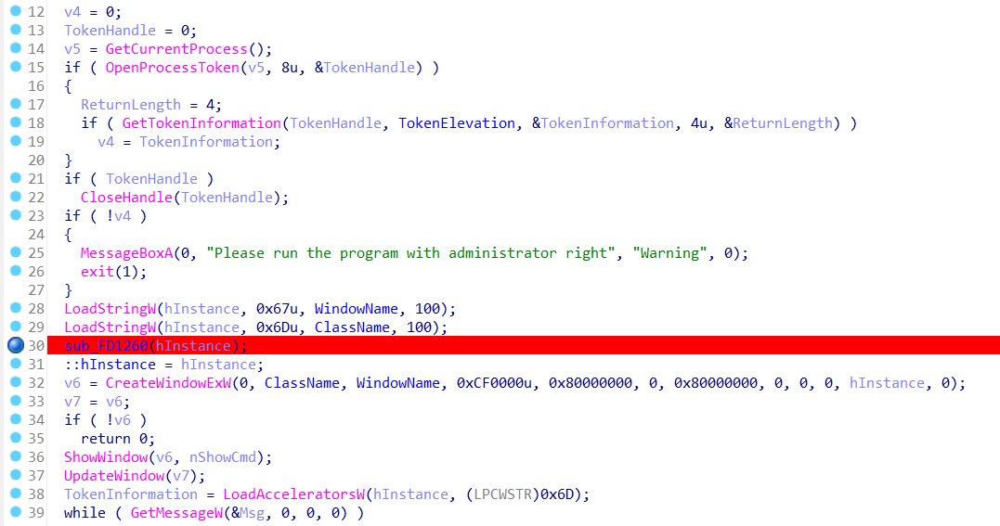 12 v4 = 0;
13 TokenHandle = 0;
14 v5 = GetCurrentProcess();
15 if ( OpenProcessToken(v5, 8u, &TokenHandle) )
16 {
17 ReturnLength = 4;
18 if ( GetTokenInformation(TokenHandle, TokenElevation, &TokenInformation, 4u, &ReturnLength) )
19 v4 = TokenInformation;
20 }
21 if ( TokenHandle )
22 CloseHandle(TokenHandle);
23 if ( !v4 )
24 {
25 MessageBoxA(0, "Please run the program with administrator right", "Warning", 0);
26 exit(1);
27 }
28 LoadStringW(hInstance, 0x67u, WindowName, 100);
29 LoadStringW(hInstance, 0x6Du, ClassName, 100);
30 sub_FD1260(hInstance);
31 ::hInstance = hInstance;
32 v6 = CreateWindowExW(0, ClassName, WindowName, 0xCF0000u, 0x80000000, 0, 0x80000000, 0, 0, 0, hInstance, 0);
33 v7 = v6;
34 if ( !v6 )
35 return 0;
36 ShowWindow(v6, nShowCmd);
37 UpdateWindow(v7);
38 TokenInformation = LoadAcceleratorsW(hInstance, (LPCWSTR)0x6D);
39 while ( GetMessageW(&Msg, 0, 0, 0) )